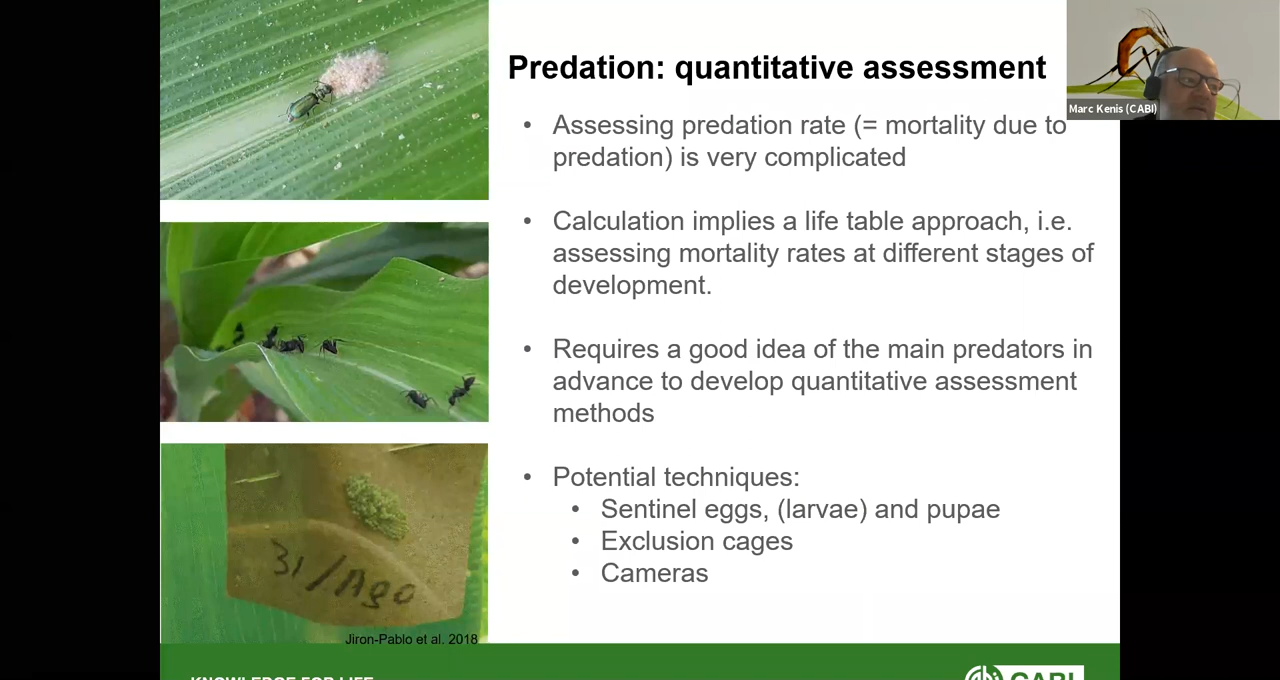 Predation: quantitative assessment
Marc Kenis (CABI)
• Assessing predation rate (= mortality due to
predation) is very complicated
• Calculation implies a life table approach, i.e.
assessing mortality rates at different stages of
development.
• Requires a good idea of the main predators in
advance to develop quantitative assessment
methods
• Potential techniques:
• Sentinel eggs, (larvae) and pupae
• Exclusion cages
• Cameras
31/Ago
Jiron-Pablo et al. 2018
KNOWLEDGE FOR LIFE
CABI